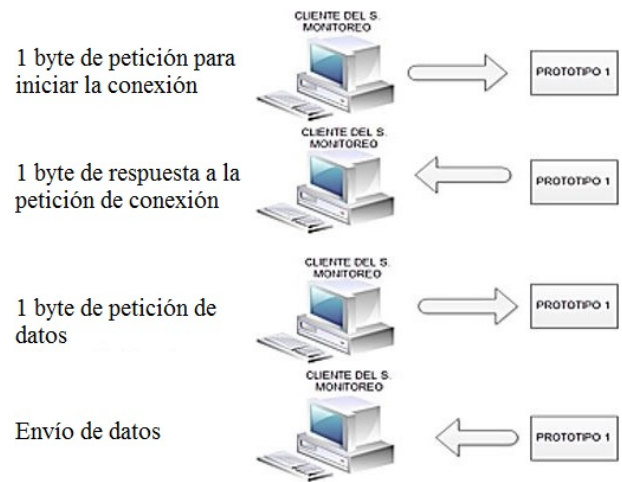 CLIENTE DEL S.
MONITOREO
1 byte de petición para
iniciar la conexión
PROTOTIPO 1
CLIENTE DEL S.
MONITOREO
1 byte de respuesta a la
petición de conexión
PROTOTIPO 1
CLIENTE DEL S.
MONITOREO
1 byte de petición de
datos
PROTOTIPO 1
CLIENTE DEL S.
MONITOREO
Envío de datos
PROTOTIPO 1